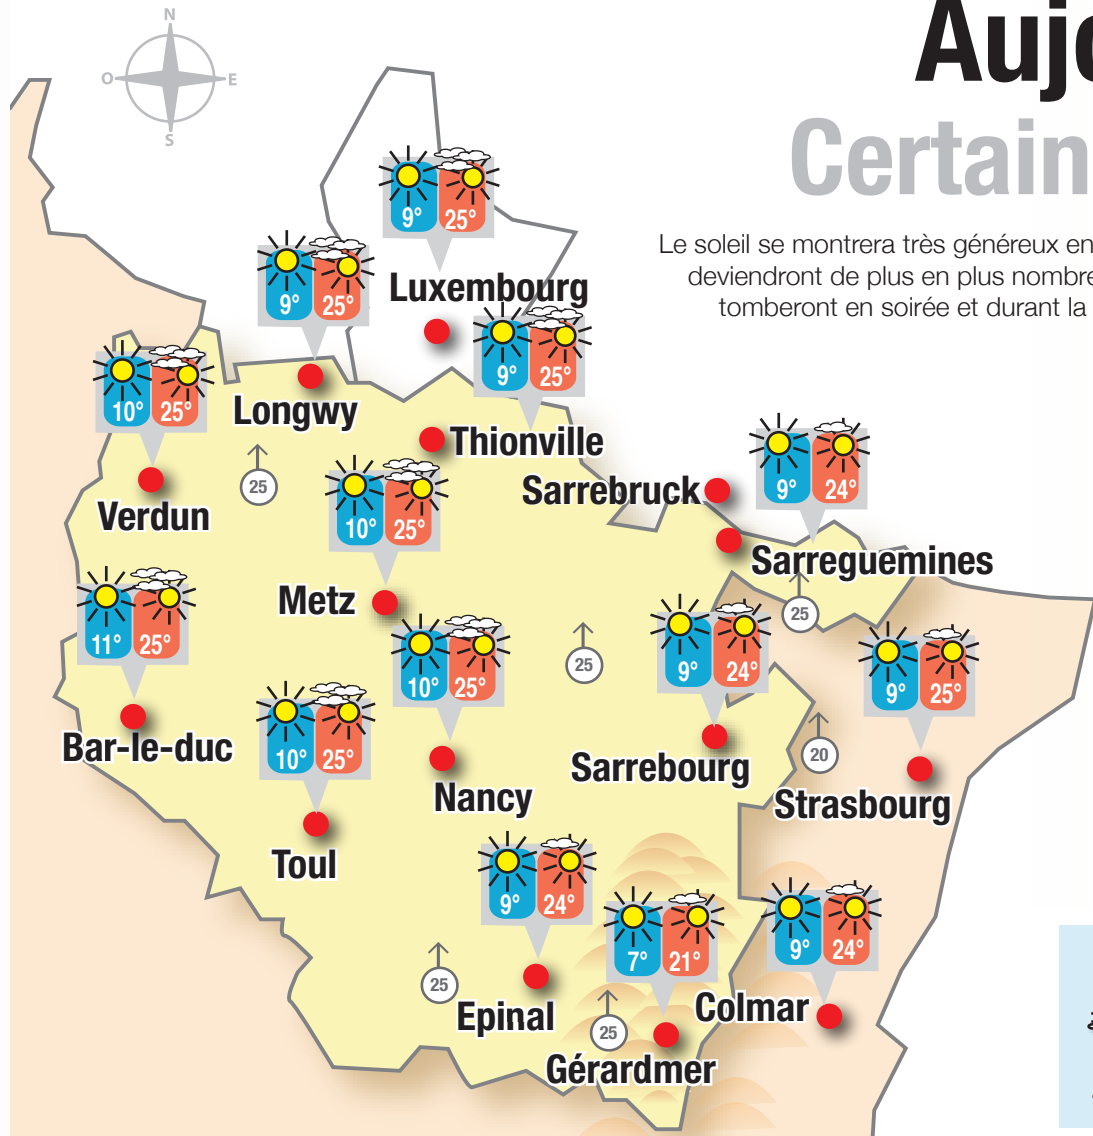 N
O E
S
Aujo
Certain
Le soleil se montrera très généreux en
deviendront de plus en plus nombre
tomberont en soirée et durant la
9° 25°
Luxembourg
9° 25°
Longwy
9° 25°
Thionville
10° 25°
Verdun
25
10° 25°
Metz
Sarrebruck
9° 24°
Sarreguemines
25
11° 25°
Bar-le-duc
10° 25°
Nancy
25
9° 24°
Sarrebourg
9° 25°
Strasbourg
20
10° 25°
Toul
9° 24°
Epinal
25
7° 21°
Gérardmer
25
9° 24°
Colmar